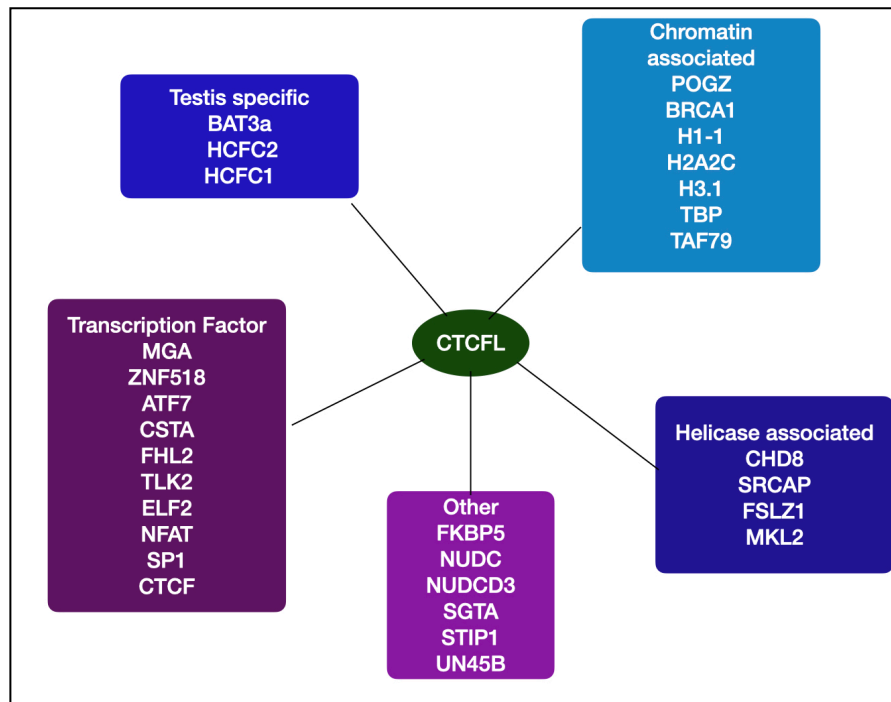 Testis specific
BAT3a
HCFC2
HCFC1
Chromatin
associated
POGZ
BRCA1
H1-1
H2A2C
H3.1
TBP
TAF79
CTCFL
Transcription Factor
MGA
ZNF518
ATF7
CSTA
FHL2
TLK2
ELF2
NFAT
SP1
CTCF
Other
FKBP5
NUDC
NUDCD3
SGTA
STIP1
UN45B
Helicase associated
CHD8
SRCAP
FSLZ1
MKL2